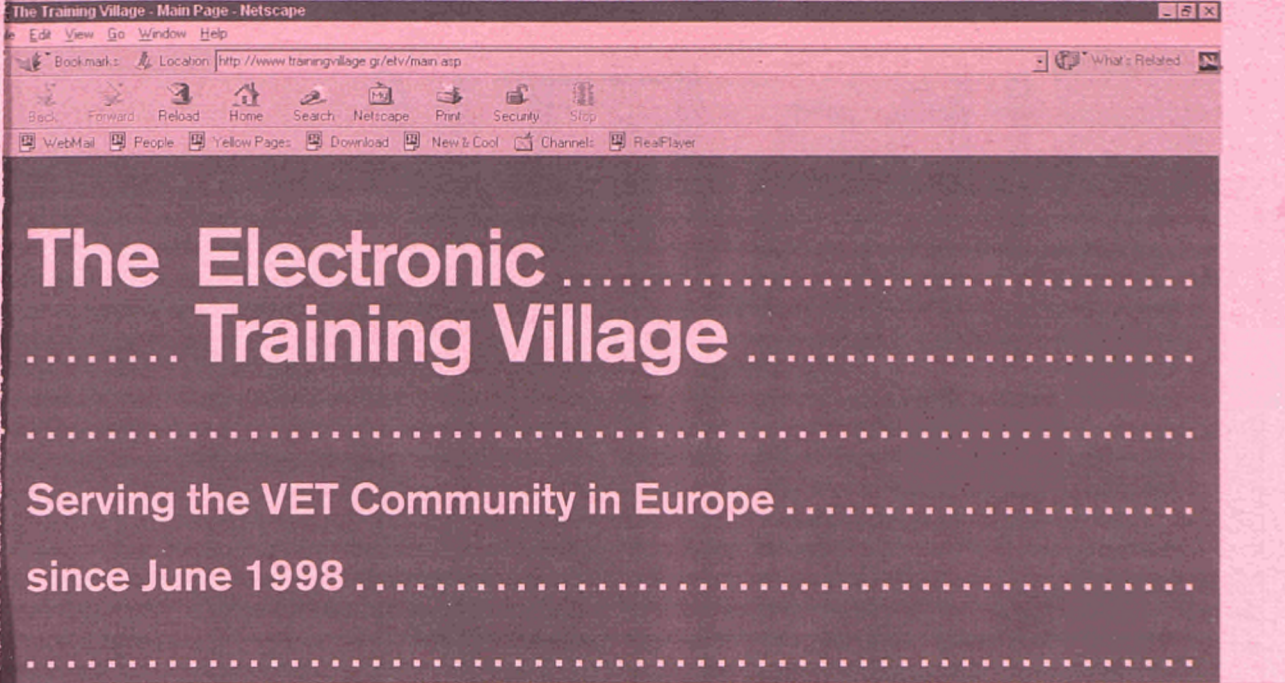 The Training Village - Main Page - Netscape
Edit View Go Window Help
Bookmarks Location http://www.trainingvillage.gr/etv/main.asp What's Related
Back Forward Reload Home Search Netscape Print Security Stop
WebMail People Yellow Pages Download New & Cool Channels RealPlayer
The Electronic ................................
........ Training Village .......................
................................................................
Serving the VET Community in Europe ......................
since June 1998 ..............................................
................................................................